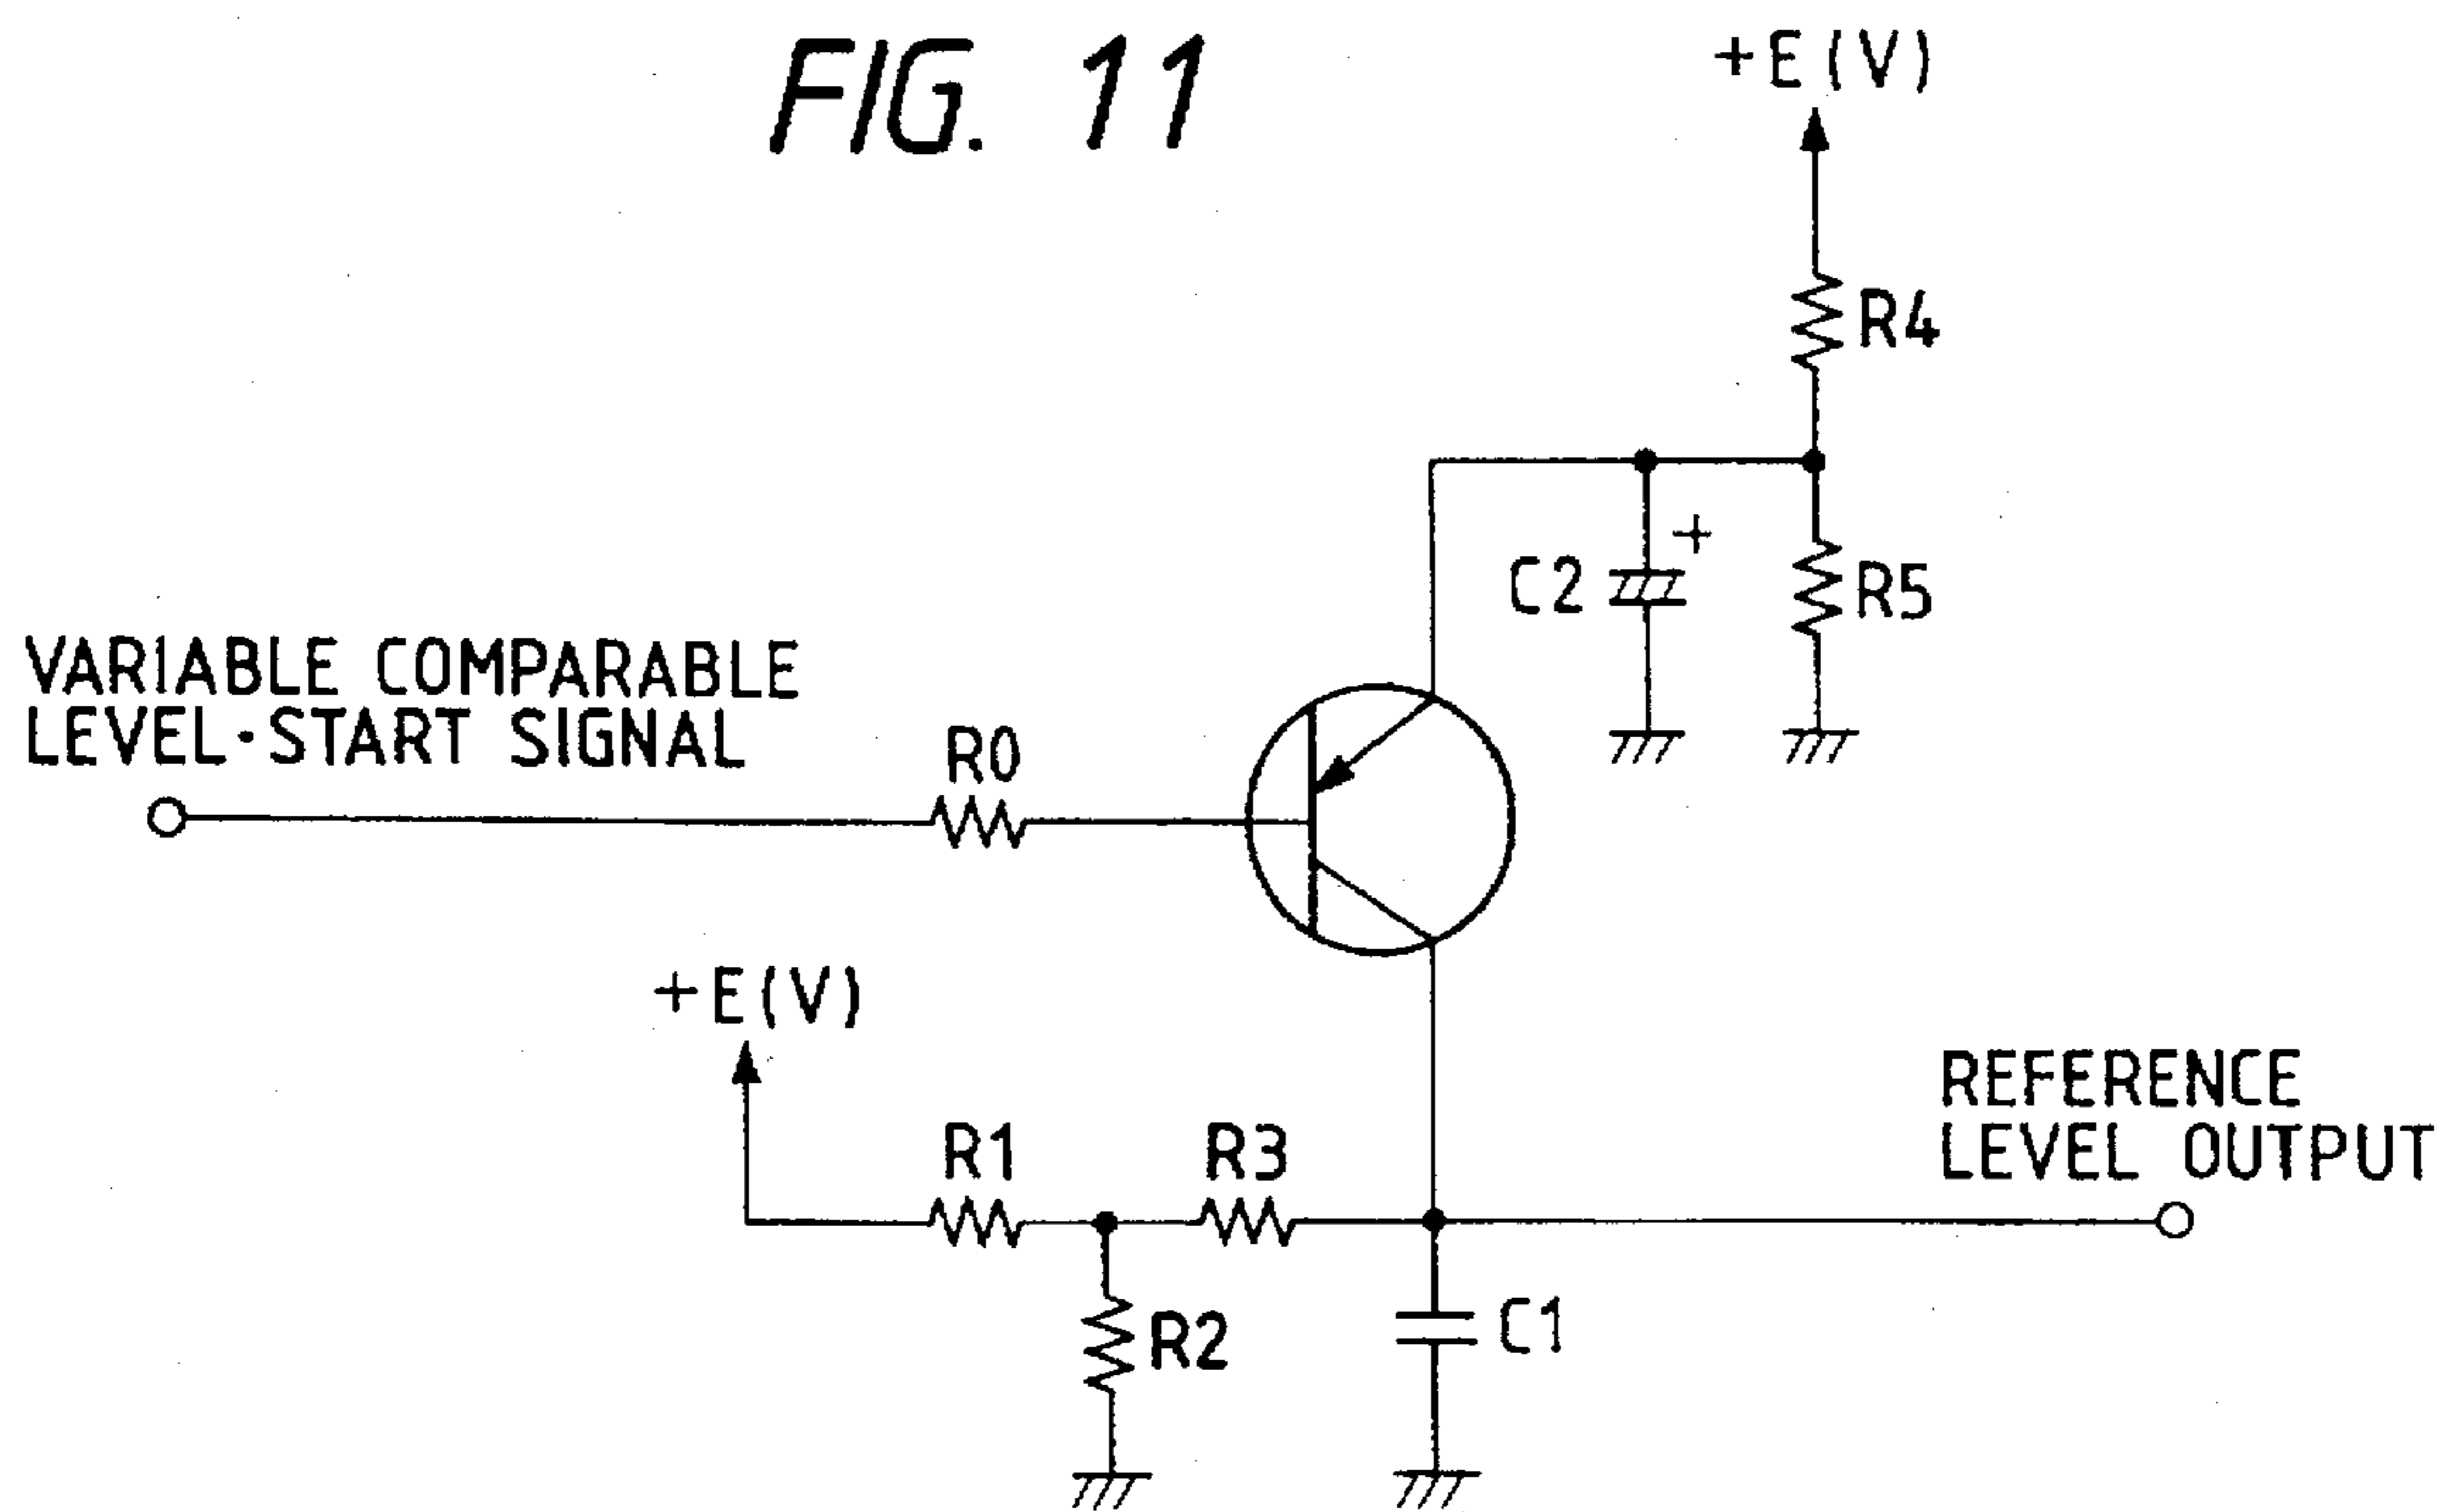 FIG. 11
+E(V)
R4
+
C2
R5
VARIABLE COMPARABLE
LEVEL·START SIGNAL
R0
+E(V)
REFERENCE
LEVEL OUTPUT
R1
R3
R2
C1